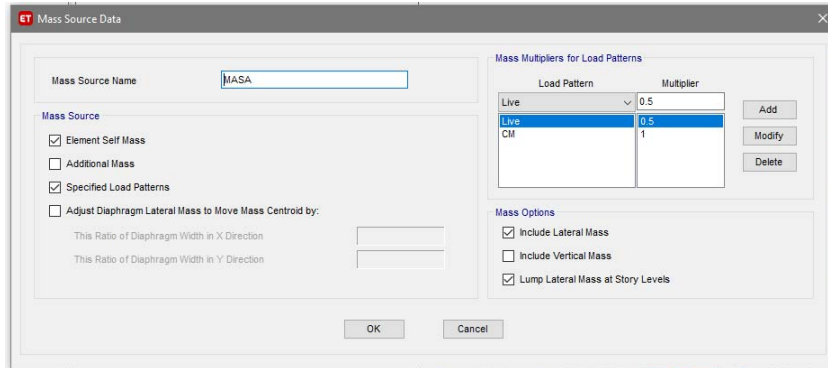 ET Mass Source Data
Mass Source Name MASA
Mass Source
Element Self Mass
Additional Mass
Specified Load Patterns
Adjust Diaphragm Lateral Mass to Move Mass Centroid by:
This Ratio of Diaphragm Width in X Direction
This Ratio of Diaphragm Width in Y Direction
Mass Multipliers for Load Patterns
Load Pattern Multiplier
Live 0.5
Live 0.5
CM 1
Add
Modify
Delete
Mass Options
Include Lateral Mass
Include Vertical Mass
Lump Lateral Mass at Story Levels
OK Cancel